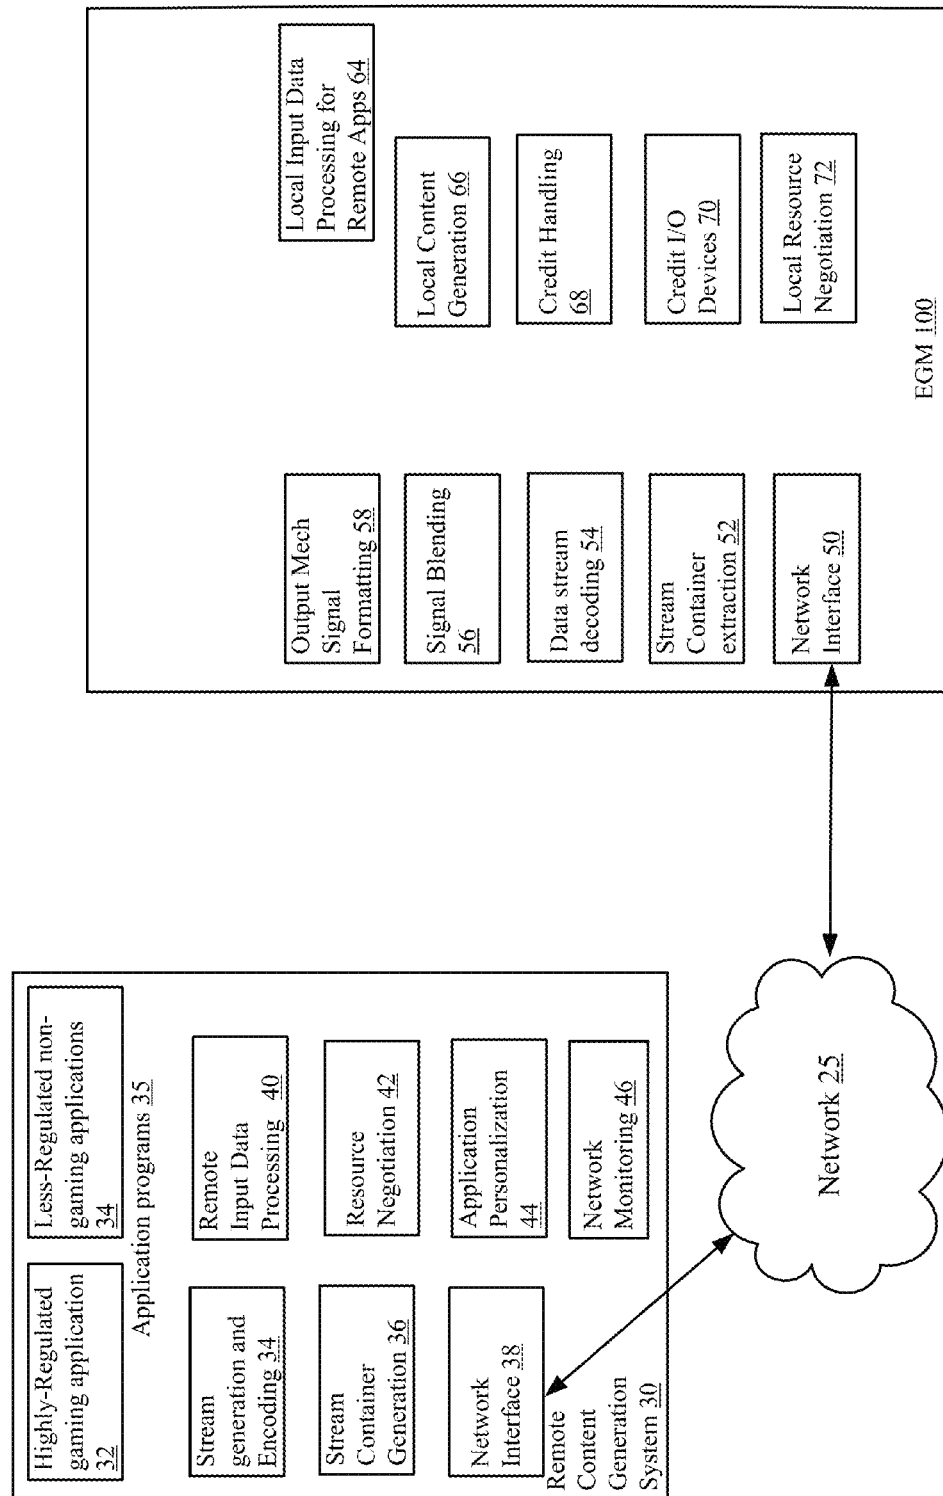 Highly-Regulated
gaming application
32
Less-Regulated non-
gaming applications
34
Application programs 35
Stream
generation and
Encoding 34
Remote
Input Data
Processing 40
Stream
Container
Generation 36
Resource
Negotiation 42
Network
Interface 38
Application
Personalization
44
Network
Monitoring 46
Remote
Content
Generation
System 30
Network 25
Output Mech
Signal
Formatting 58
Local Input Data
Processing for
Remote Apps 64
Signal Blending
56
Local Content
Generation 66
Data stream
decoding 54
Credit Handling
68
Stream
Container
extraction 52
Credit I/O
Devices 70
Network
Interface 50
Local Resource
Negotiation 72
EGM 100